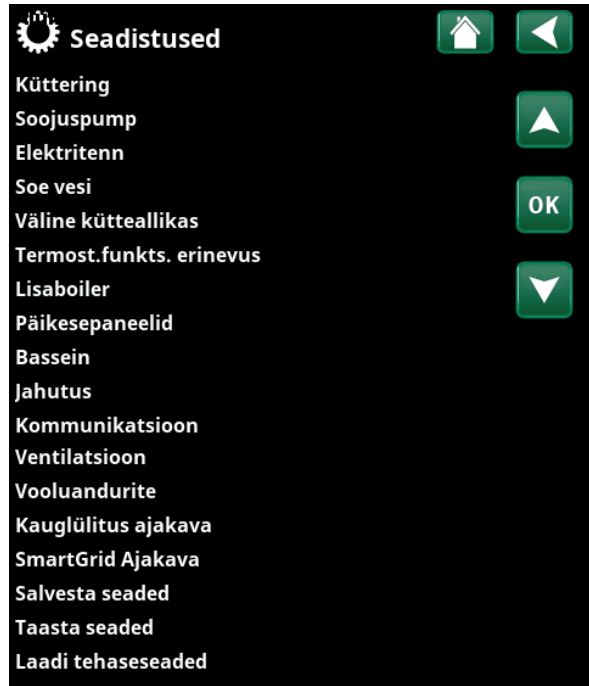 Seadistused
Küttering
Soojuspump
Elektritenn
Soe vesi
Väline kütteallikas
OK
Termost.funkts. erinevus
Lisaboiler
Päikesepaneelid
Bassein
Jahutus
Kommunikatsioon
Ventilatsioon
Vooluandurite
Kauglülitus ajakava
SmartGrid Ajakava
Salvesta seaded
Taasta seaded
Laadi tehaseseaded